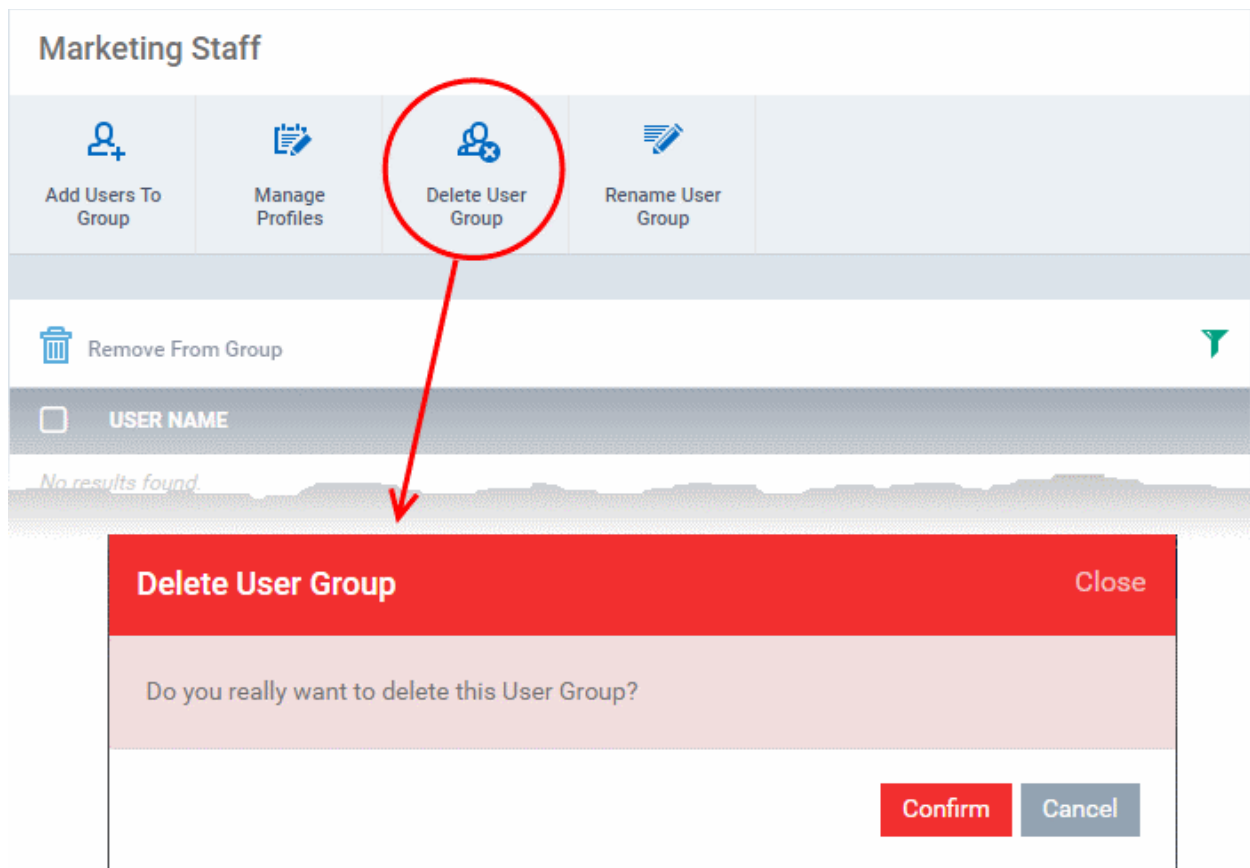 Marketing Staff
Add Users To
Group
Manage
Profiles
Delete User
Group
Rename User
Group
Remove From Group
USER NAME
No results found.
Delete User Group
Close
Do you really want to delete this User Group?
Confirm
Cancel